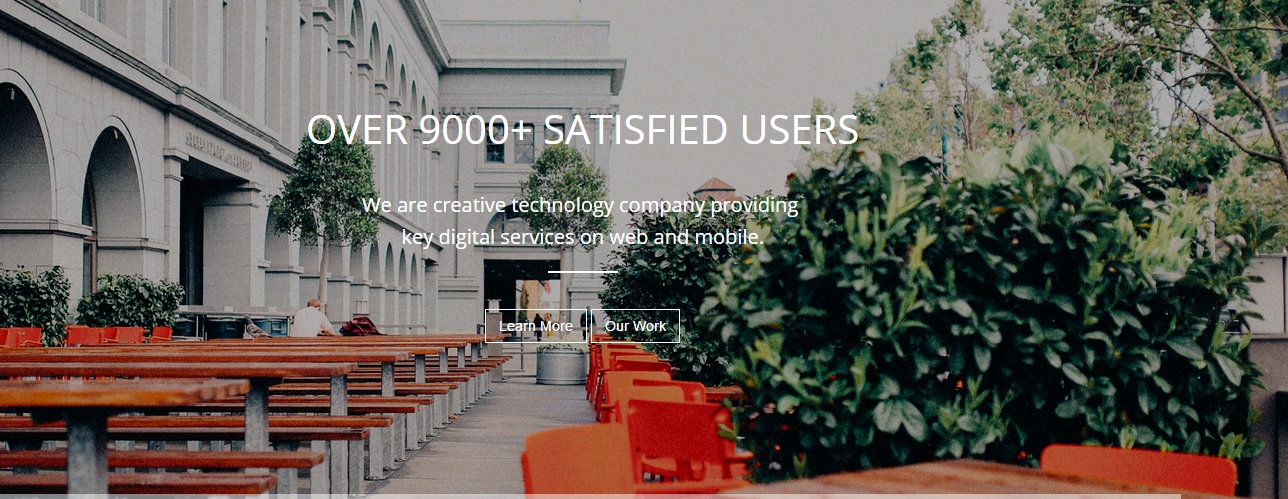 OVER 9000+ SATISFIED USERS
We are creative technology company providing
key digital services on web and mobile.
Learn More
Our Work